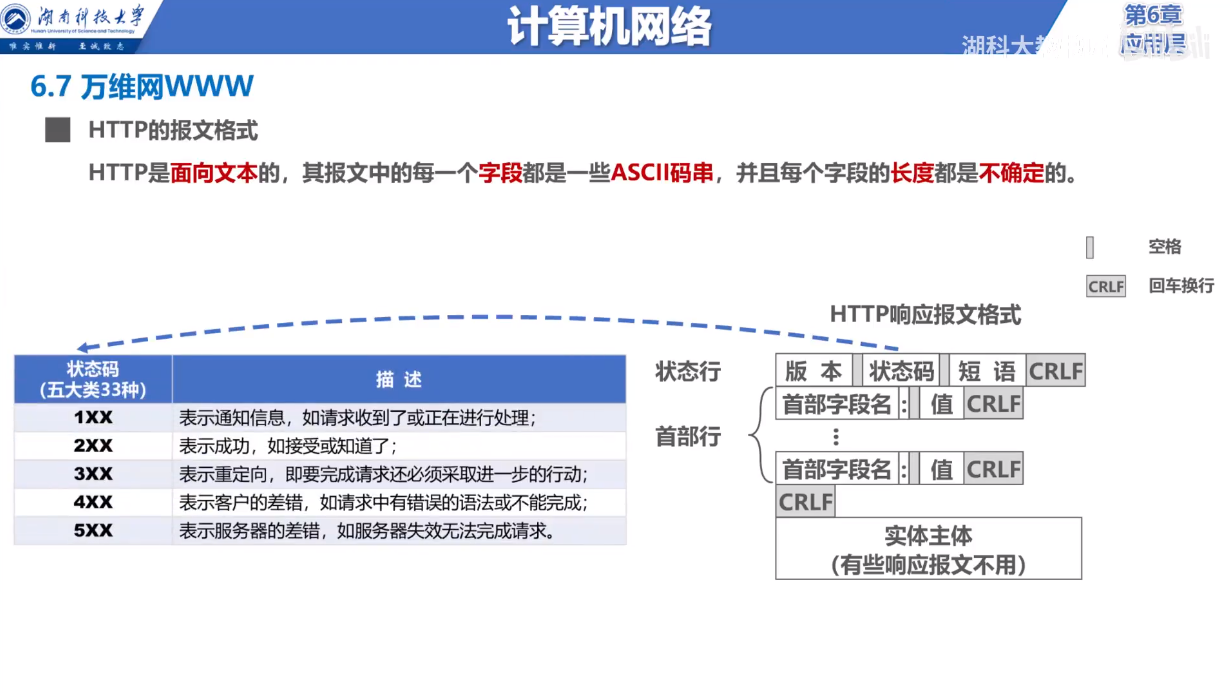 湖南科技大学
Hunan University of Science and Technology
唯实惟新 至诚致志
计算机网络
第6章
应用层
湖科大教
6.7 万维网WWW
HTTP的报文格式
HTTP是面向文本的，其报文中的每一个字段都是一些ASCII码串，并且每个字段的长度都是不确定的。
空格
CRLF 回车换行
HTTP响应报文格式
状态码
（五大类33种） 描 述
1XX 表示通知信息，如请求收到了或正在进行处理；
2XX 表示成功，如接受或知道了；
3XX 表示重定向，即要完成请求还必须采取进一步的行动；
4XX 表示客户的差错，如请求中有错误的语法或不能完成；
5XX 表示服务器的差错，如服务器失效无法完成请求。
状态行 版 本 状态码 短 语 CRLF
首部行
首部字段名 : 值 CRLF
⋮
首部字段名 : 值 CRLF
CRLF
实体主体
（有些响应报文不用）